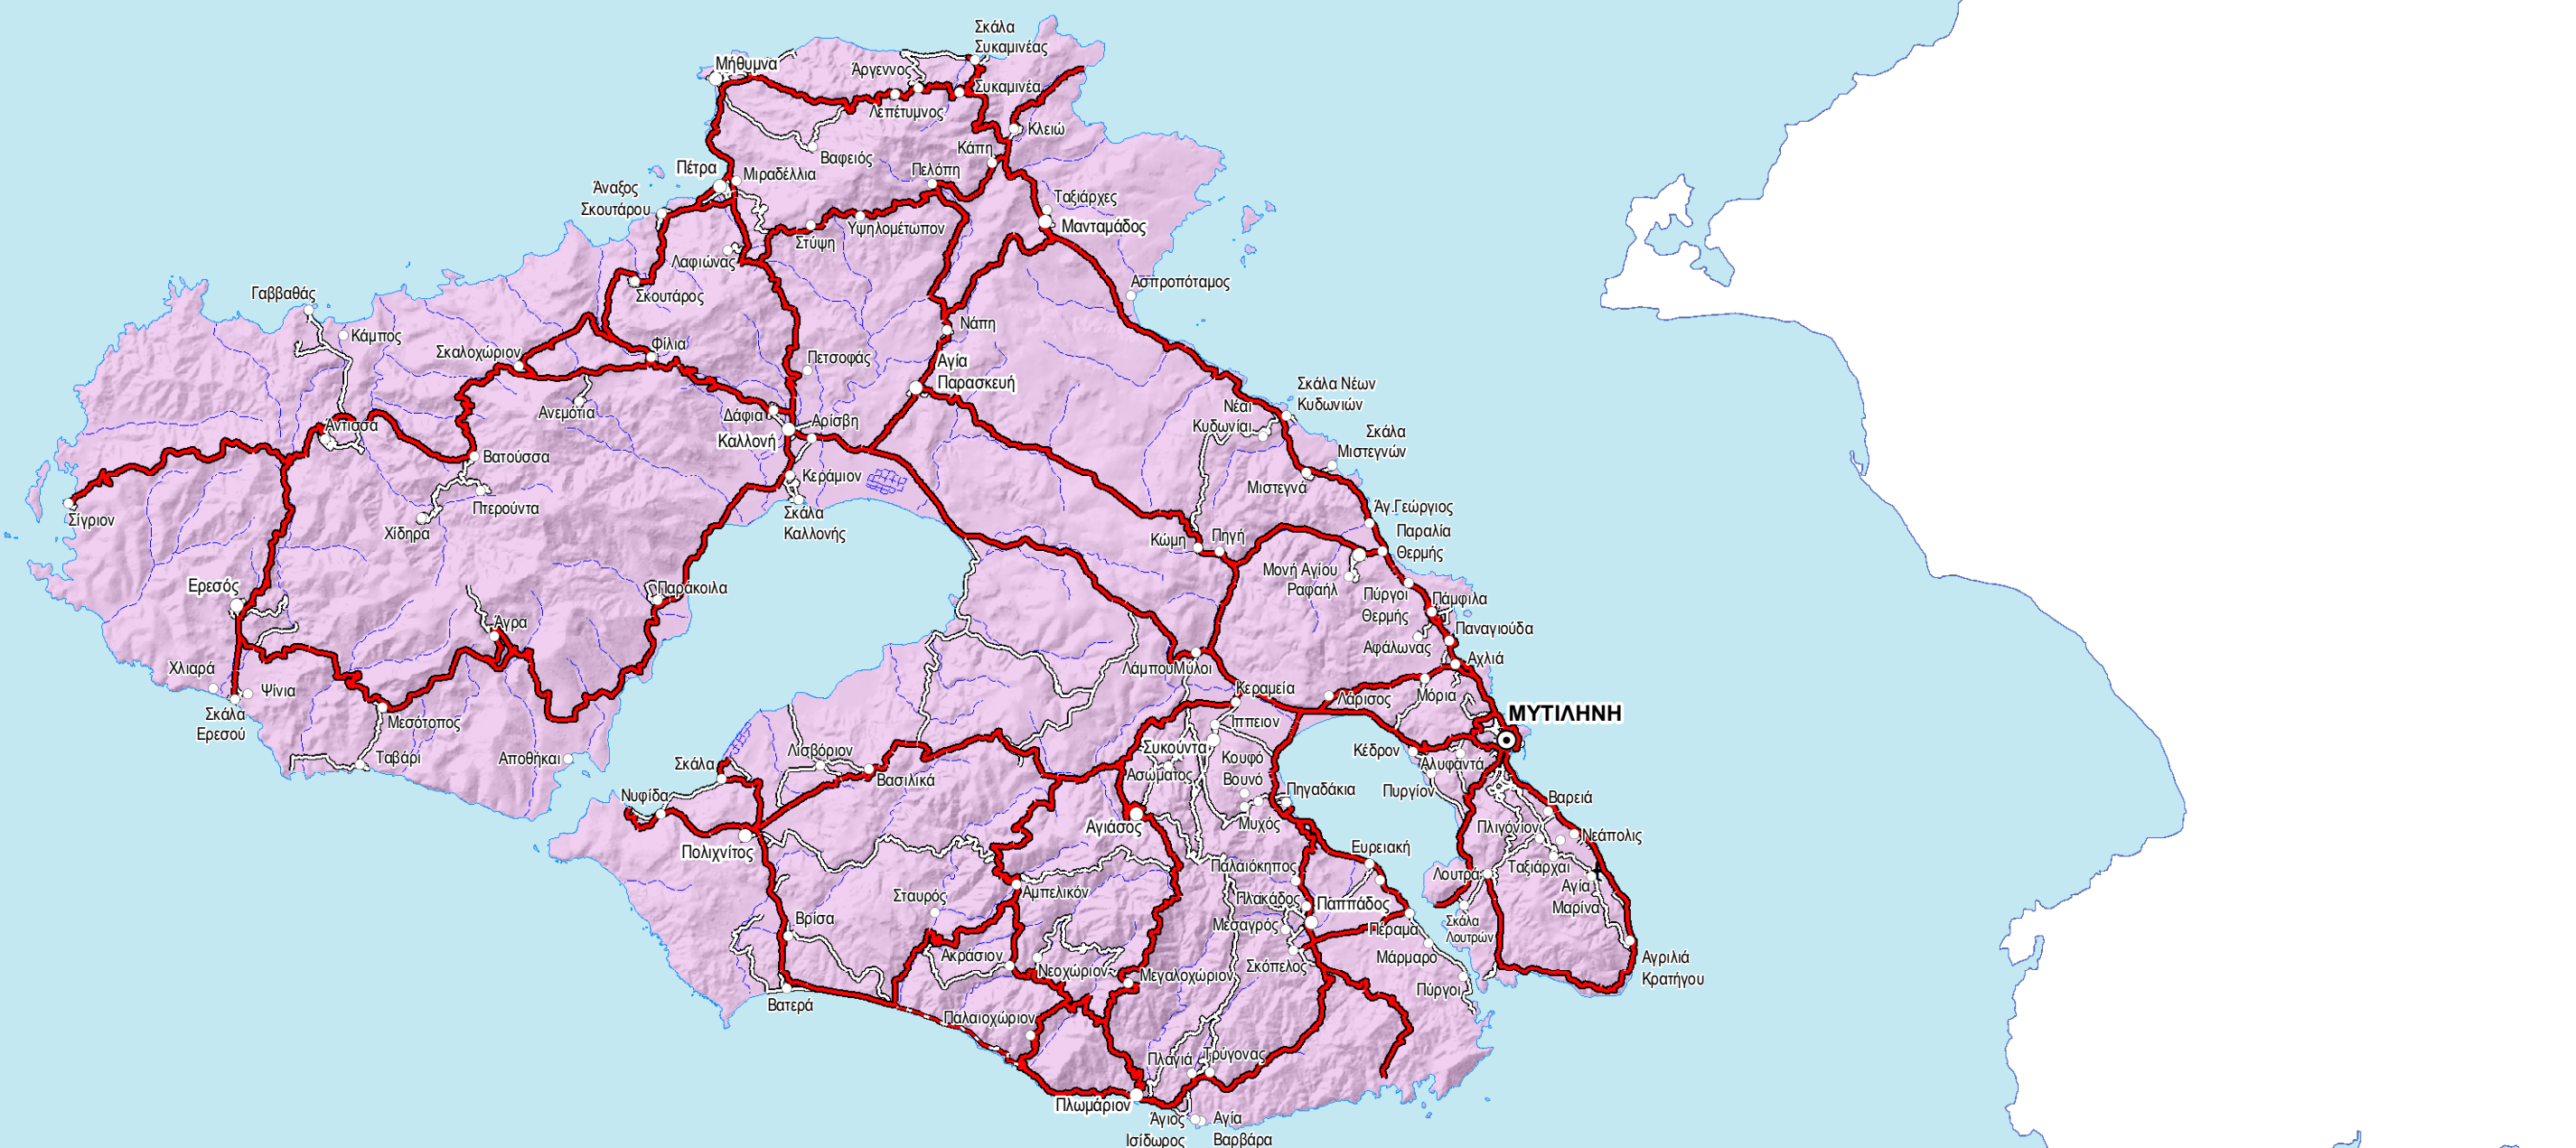 Σκάλα
Συκαμινέας
Μήθυμνα
Άργεννος
Συκαμινέα
Λεπέτυμνος
Κλειώ
Βαφειός
Κάπη
Πέτρα
Μιραδέλλια
Πελόπη
Άναξος
Σκουτάρου
Ταξιάρχες
Μανταμάδος
Στύψη
Υψηλομέτωπον
Λαφιώνας
Ασπροπόταμος
Σκουτάρος
Γαββαθάς
Κάμπος
Νάπη
Σκαλοχώριον
Φίλια
Πετσοφάς
Αγία
Παρασκευή
Σκάλα Νέων
Κυδωνιών
Ανεμότια
Δάφια
Αρίσβη
Νέαι
Κυδωνίαι
Άντισσα
Καλλονή
Σκάλα
Μιστεγνών
Βατούσσα
Κεράμιον
Μιστεγνά
Πτερούντα
Σίγριον
Χίδηρα
Σκάλα
Καλλονής
Άγ.Γεώργιος
Κώμη
Πηγή
Παραλία
Θερμής
Μονή Αγίου
Ραφαήλ
Ερεσός
Παράκοιλα
Πύργοι
Θερμής
Πάμφιλα
Άγρα
Παναγιούδα
Αφάλωνας
Αχλιά
Χλιαρά
Ψίνια
Λάμπου Μύλοι
Κεραμεία
Λάρισος
Μόρια
Σκάλα
Ερεσού
Μεσότοπος
Ίππειον
ΜΥΤΙΛΗΝΗ
Ταβάρι
Αποθήκαι
Σκάλα
Λισβόριον
Βασιλικά
Συκούντα
Ασώματος
Κουφό
Βουνό
Κέδρον
Αλυφαντά
Νυφίδα
Πηγαδάκια
Πυργίον
Βαρειά
Πολιχνίτος
Αγιάσος
Μυχός
Πλιγόνιον
Νεάπολις
Ευρειακή
Παλαιόκηπος
Λουτρά
Ταξιάρχαι
Αγία
Μαρίνα
Αμπελικόν
Σταυρός
Πλακάδος
Παππάδος
Βρίσα
Μεσαγρός
Πέραμα
Σκάλα
Λουτρών
Ακράσιον
Νεοχώριον
Μεγαλοχώριον
Σκόπελος
Μάρμαρο
Αγριλιά
Κρατήγου
Βατερά
Πύργοι
Παλαιοχώριον
Πλαγιά
Τρύγονας
Πλωμάριον
Άγιος
Ισίδωρος
Αγία
Βαρβάρα